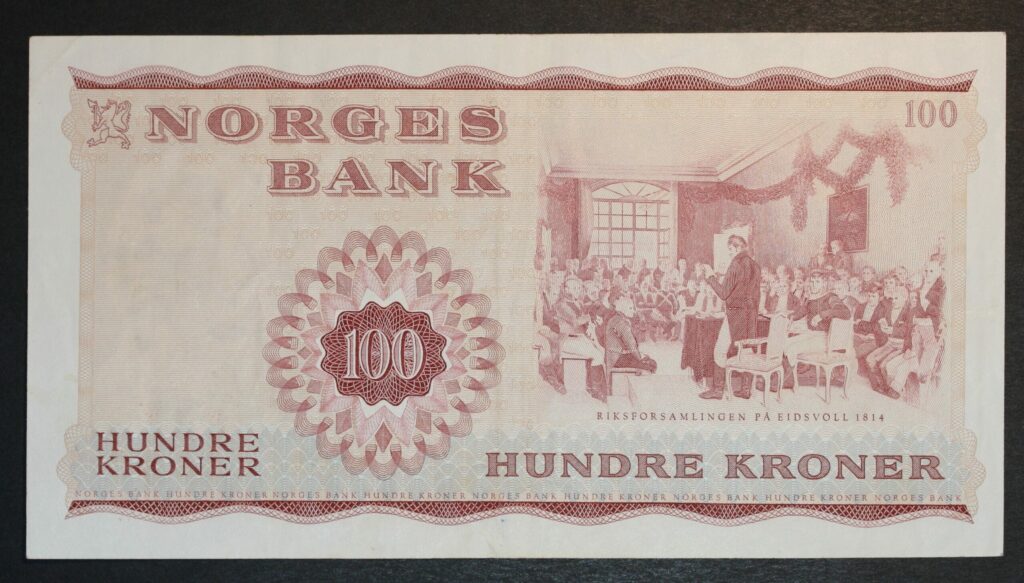 NORGES
BANK
100
100
RIKSFORSAMLINGEN PÅ EIDSVOLL 1814
HUNDRE
KRONER
HUNDRE KRONER
NORGES BANK HUNDRE KRONER NORGES BANK HUNDRE KRONER NORGES BANK HUNDRE KRONER NORGES BANK HUNDRE KRONER NORGES BANK